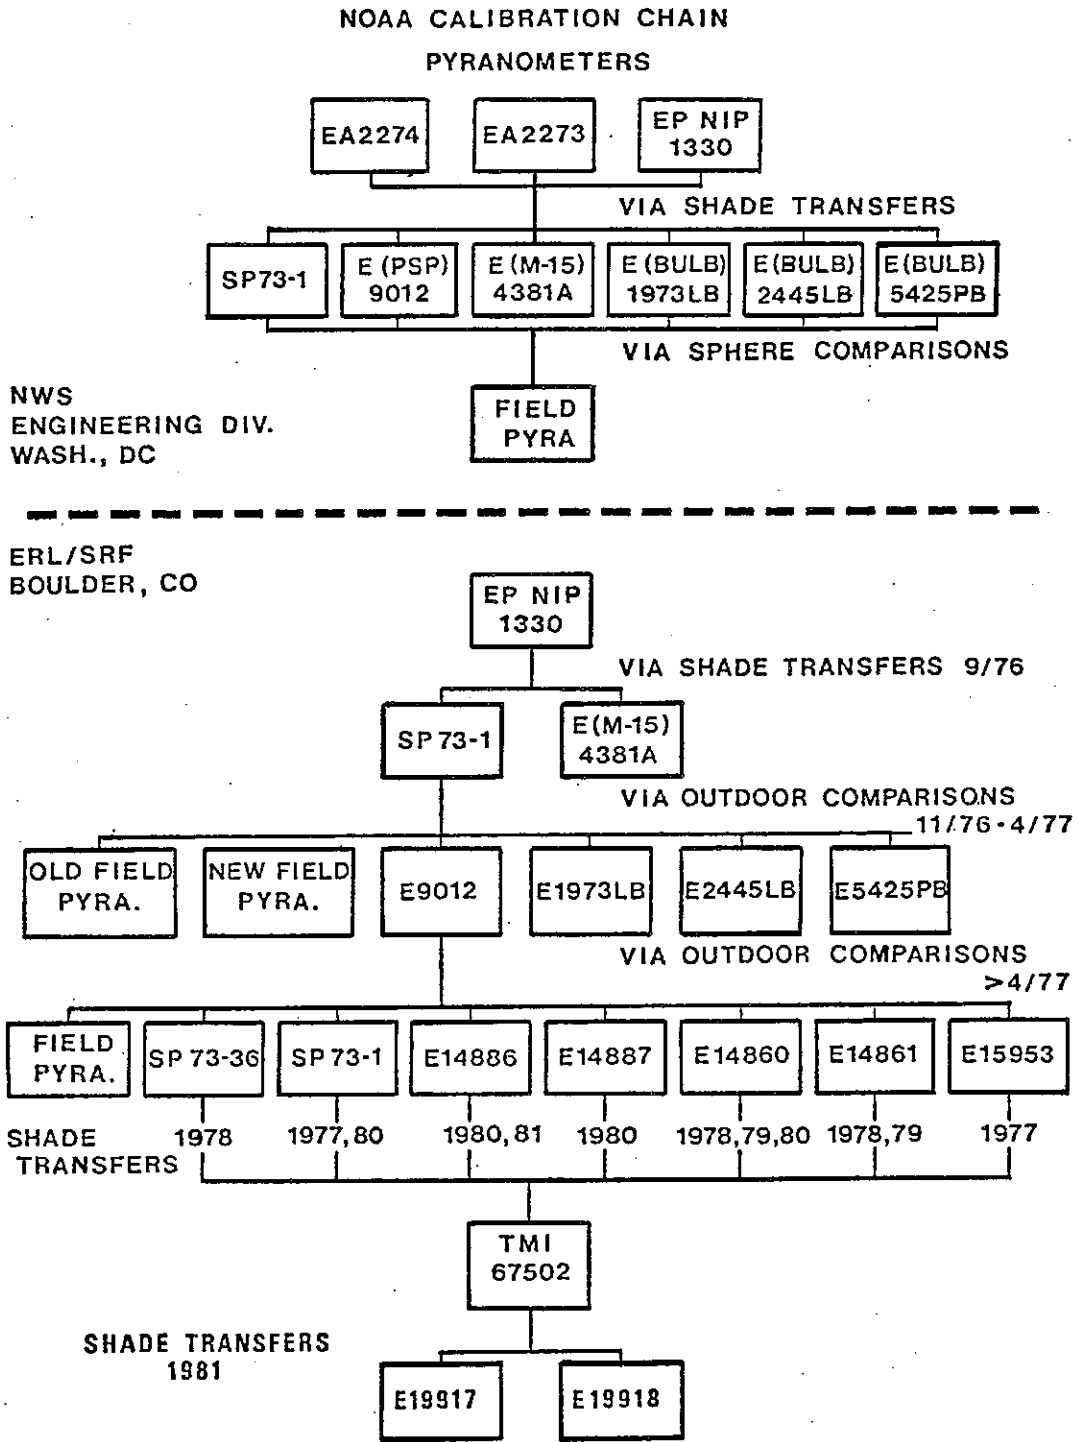 NOAA CALIBRATION CHAIN
PYRANOMETERS
EA2274
EA2273
EP NIP
1330
VIA SHADE TRANSFERS
SP73-1
E (PSP)
9012
E (M-15)
4381A
E (BULB)
1973LB
E (BULB)
2445LB
E (BULB)
5425PB
VIA SPHERE COMPARISONS
FIELD
PYRA
NWS
ENGINEERING DIV.
WASH., DC
ERL/SRF
BOULDER, CO
EP NIP
1330
VIA SHADE TRANSFERS 9/76
SP 73-1
E (M-15)
4381A
VIA OUTDOOR COMPARISONS
11/76-4/77
OLD FIELD
PYRA.
NEW FIELD
PYRA.
E9012
E1973LB
E2445LB
E5425PB
VIA OUTDOOR COMPARISONS
>4/77
FIELD
PYRA.
SP 73-36
SP 73-1
E14886
E14887
E14860
E14861
E15953
SHADE
TRANSFERS
1978
1977,80
1980,81
1980
1978,79,80
1978,79
1977
TMI
67502
SHADE TRANSFERS
1981
E19917
E19918